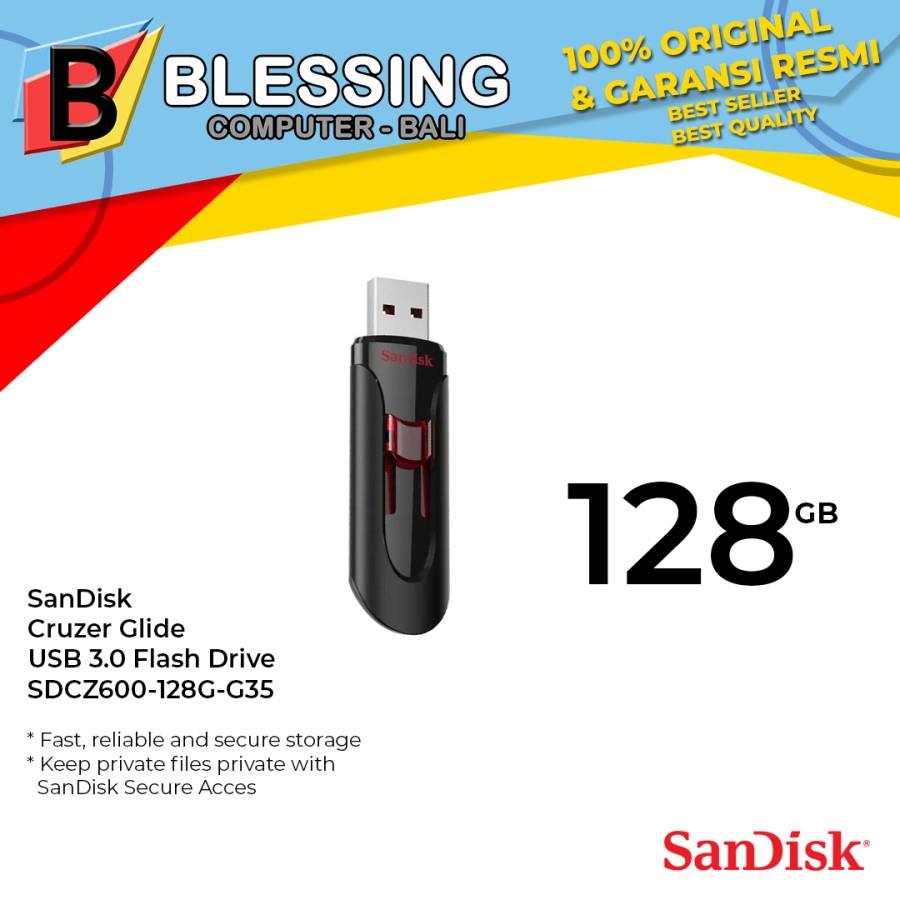 B BLESSING
COMPUTER - BALI
100% ORIGINAL
& GARANSI RESMI
BEST SELLER
BEST QUALITY
SanDisk
128 GB
SanDisk
Cruzer Glide
USB 3.0 Flash Drive
SDCZ600-128G-G35
* Fast, reliable and secure storage
* Keep private files private with
SanDisk Secure Acces
SanDisk®